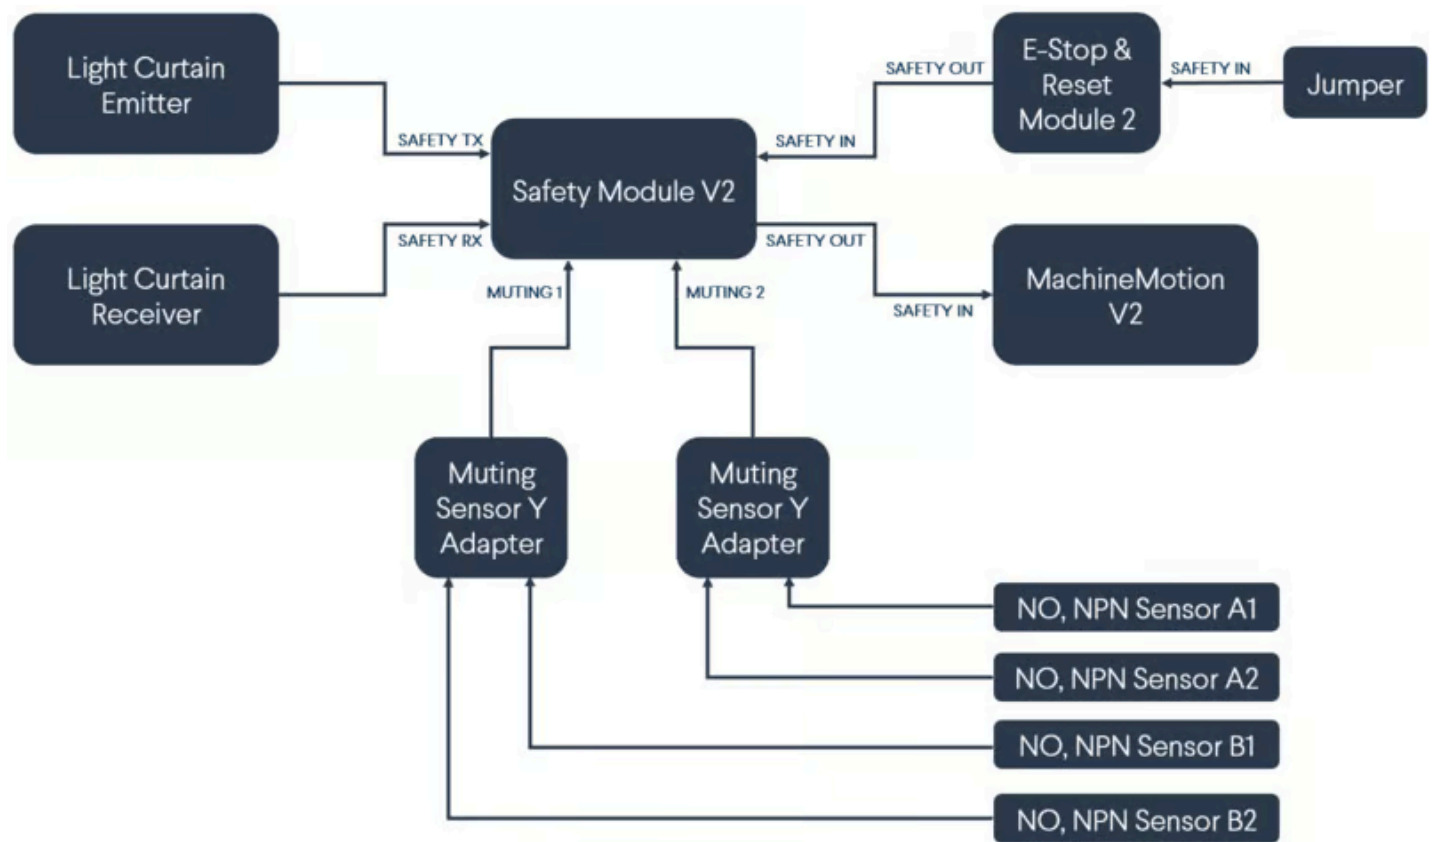 Light Curtain
Emitter
SAFETY TX
Light Curtain
Receiver
SAFETY RX
Safety Module V2
MUTING 1
MUTING 2
SAFETY IN
SAFETY OUT
E-Stop &
Reset
Module 2
SAFETY IN
Jumper
SAFETY OUT
SAFETY IN
MachineMotion
V2
Muting
Sensor Y
Adapter
Muting
Sensor Y
Adapter
NO, NPN Sensor A1
NO, NPN Sensor A2
NO, NPN Sensor B1
NO, NPN Sensor B2